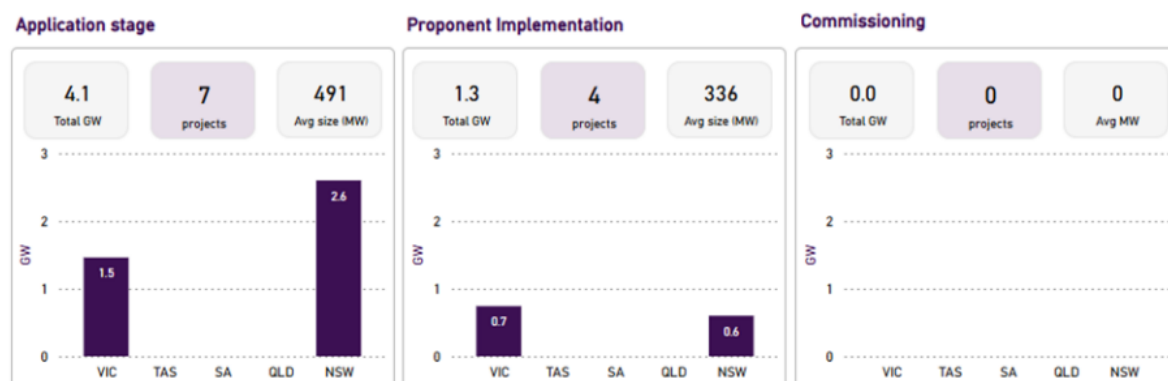 Application stage
4.1
Total GW
7
projects
491
Avg size (MW)
3
2
1
0
GW
1.5
2.6
VIC TAS SA QLD NSW
Proponent Implementation
1.3
Total GW
4
projects
336
Avg size (MW)
3
2
1
0
GW
0.7
0.6
VIC TAS SA QLD NSW
Commissioning
0.0
Total GW
0
projects
0
Avg MW
3
2
1
0
GW
VIC TAS SA QLD NSW